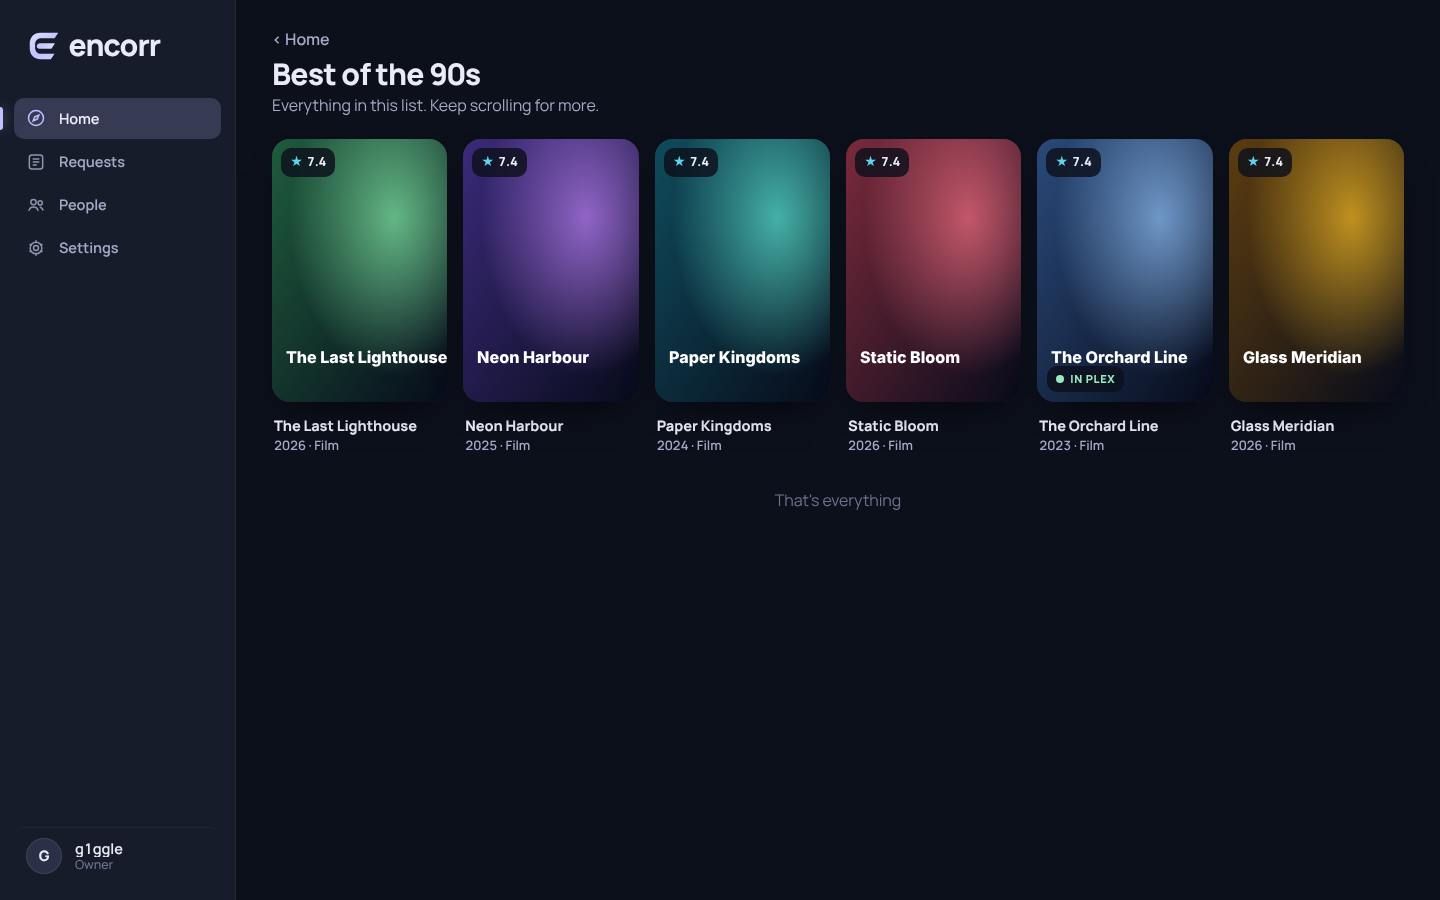 encorr
Home
Requests
People
Settings
g1ggle
Owner
‹ Home
Best of the 90s
Everything in this list. Keep scrolling for more.
★ 7.4
★ 7.4
★ 7.4
★ 7.4
★ 7.4
★ 7.4
The Last Lighthouse
Neon Harbour
Paper Kingdoms
Static Bloom
The Orchard Line
Glass Meridian
IN PLEX
The Last Lighthouse
2026 · Film
Neon Harbour
2025 · Film
Paper Kingdoms
2024 · Film
Static Bloom
2026 · Film
The Orchard Line
2023 · Film
Glass Meridian
2026 · Film
That's everything
G